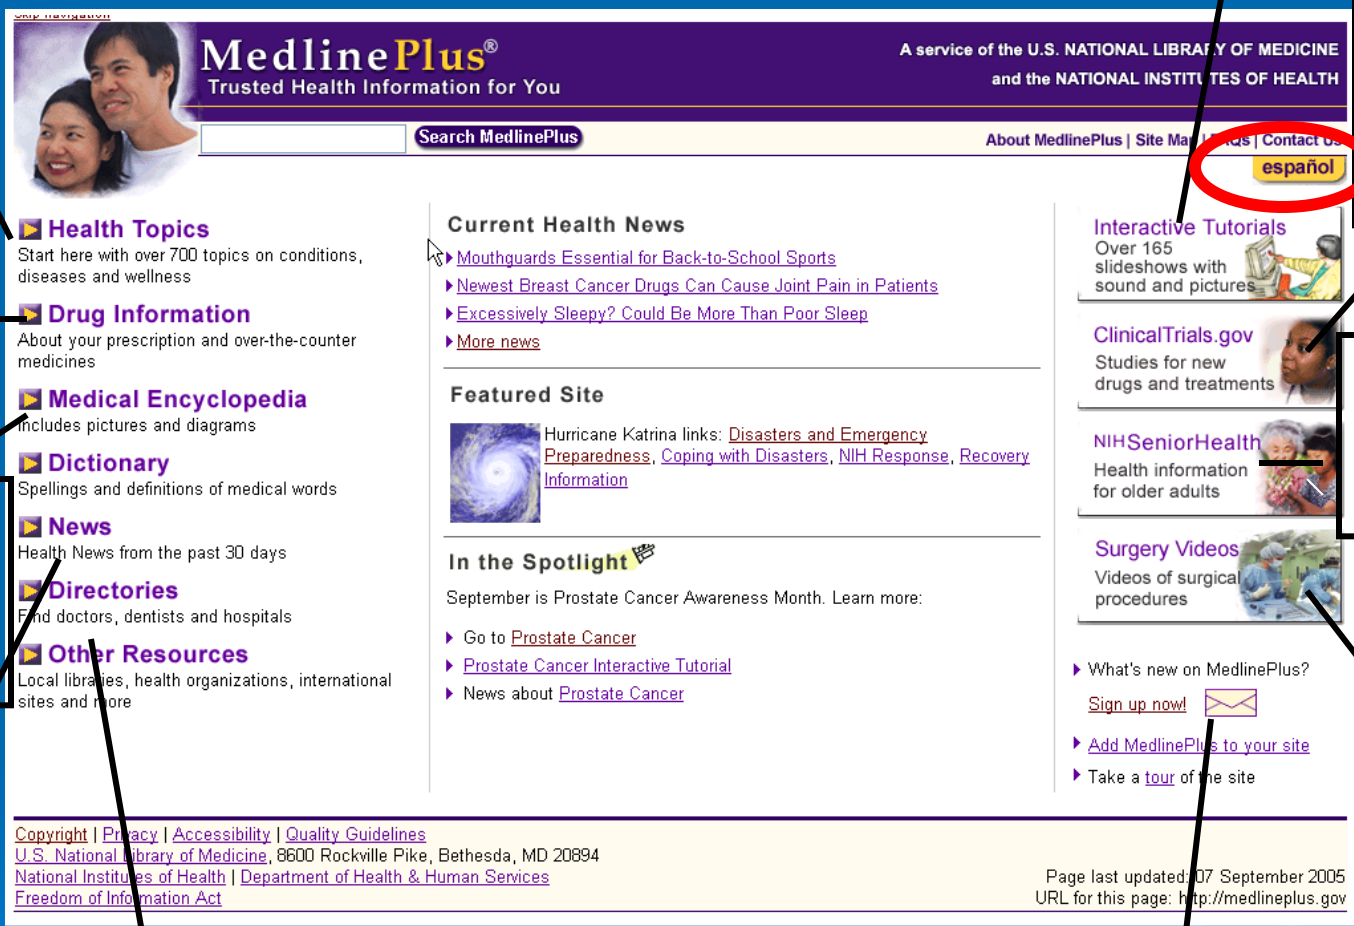 Skip navigation
MedlinePlus®
Trusted Health Information for You
A service of the U.S. NATIONAL LIBRARY OF MEDICINE
and the NATIONAL INSTITUTES OF HEALTH
Search MedlinePlus
About MedlinePlus | Site Map | FAQs | Contact Us
español
Health Topics
Start here with over 700 topics on conditions,
diseases and wellness
Drug Information
About your prescription and over-the-counter
medicines
Medical Encyclopedia
Includes pictures and diagrams
Dictionary
Spellings and definitions of medical words
News
Health News from the past 30 days
Directories
Find doctors, dentists and hospitals
Other Resources
Local libraries, health organizations, international
sites and more
Current Health News
Mouthguards Essential for Back-to-School Sports
Newest Breast Cancer Drugs Can Cause Joint Pain in Patients
Excessively Sleepy? Could Be More Than Poor Sleep
More news
Featured Site
Hurricane Katrina links: Disasters and Emergency
Preparedness, Coping with Disasters, NIH Response, Recovery
Information
In the Spotlight
September is Prostate Cancer Awareness Month. Learn more:
Go to Prostate Cancer
Prostate Cancer Interactive Tutorial
News about Prostate Cancer
Interactive Tutorials
Over 165
slideshows with
sound and pictures
ClinicalTrials.gov
Studies for new
drugs and treatments
NIHSeniorHealth
Health information
for older adults
Surgery Videos
Videos of surgical
procedures
What's new on MedlinePlus?
Sign up now!
Add MedlinePlus to your site
Take a tour of the site
Copyright | Privacy | Accessibility | Quality Guidelines
U.S. National Library of Medicine, 8600 Rockville Pike, Bethesda, MD 20894
National Institutes of Health | Department of Health & Human Services
Freedom of Information Act
Page last updated: 07 September 2005
URL for this page: http://medlineplus.gov